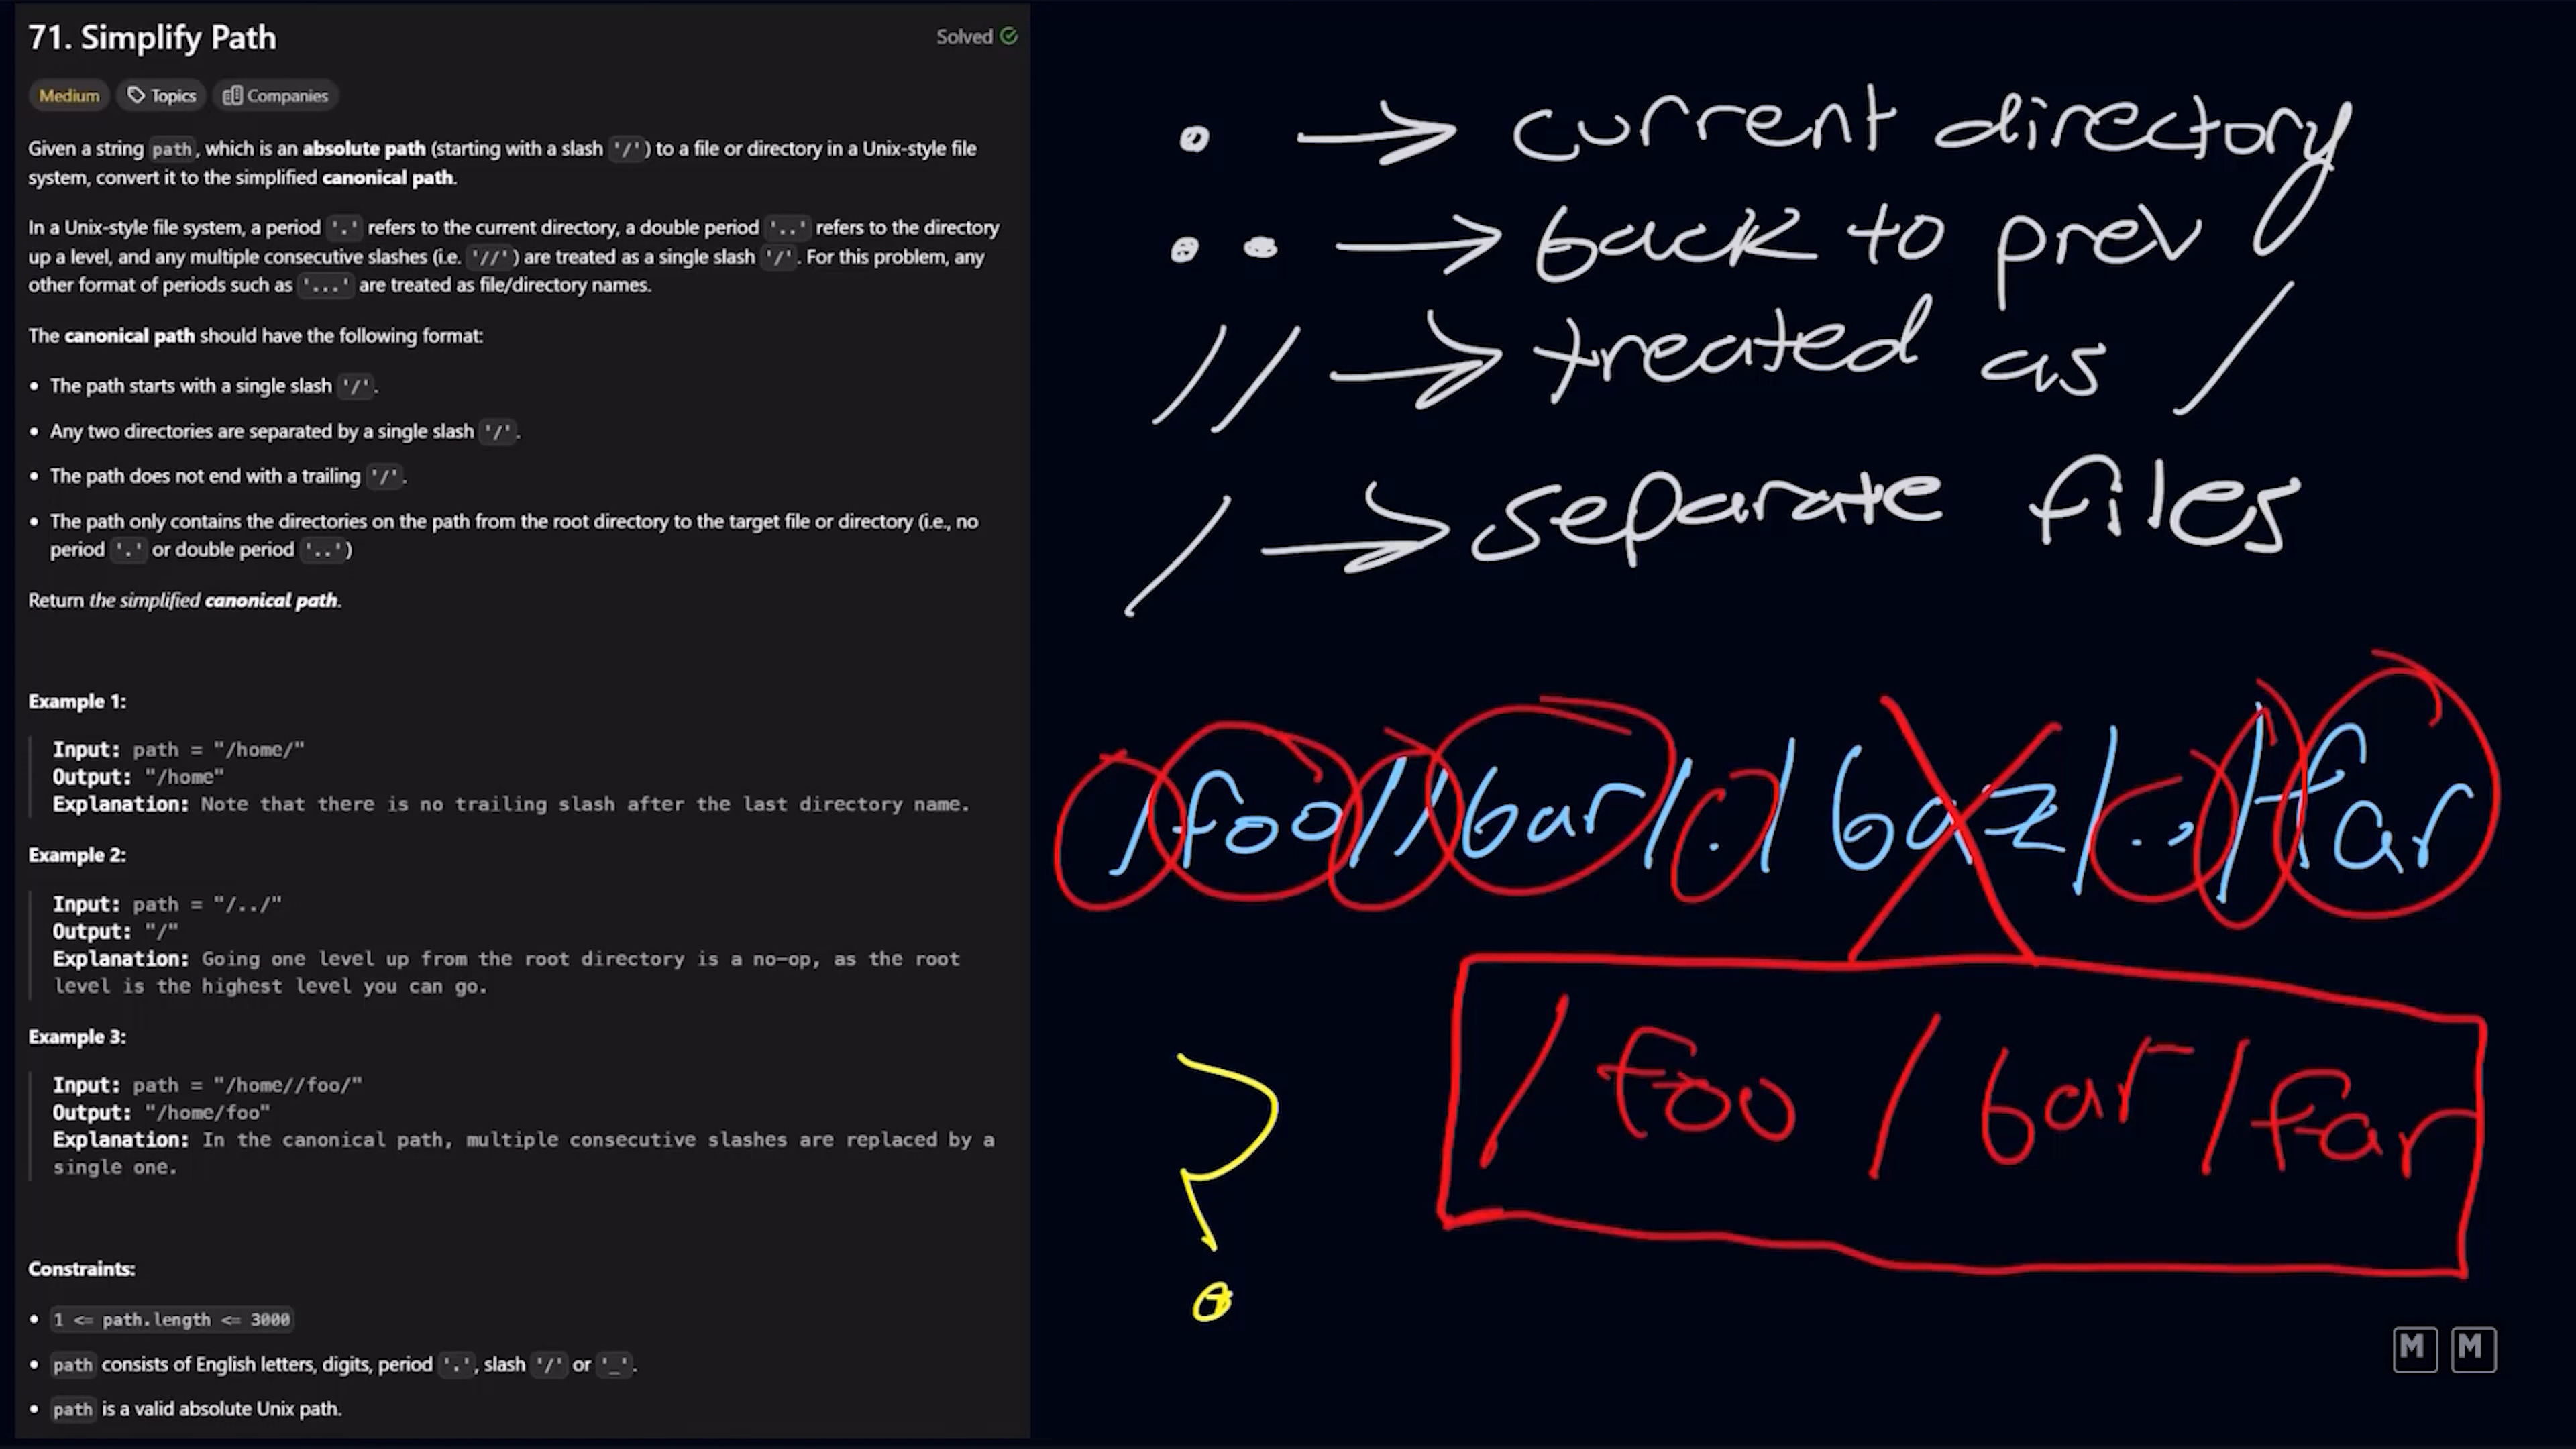 71. Simplify Path
Solved
Medium Topics Companies
Given a string path, which is an absolute path (starting with a slash '/') to a file or directory in a Unix-style file
system, convert it to the simplified canonical path.
In a Unix-style file system, a period '.' refers to the current directory, a double period '..' refers to the directory
up a level, and any multiple consecutive slashes (i.e. '//') are treated as a single slash '/'. For this problem, any
other format of periods such as '...' are treated as file/directory names.
The canonical path should have the following format:
• The path starts with a single slash '/'.
• Any two directories are separated by a single slash '/'.
• The path does not end with a trailing '/'.
• The path only contains the directories on the path from the root directory to the target file or directory (i.e., no
period '.' or double period '..')
Return the simplified canonical path.
Example 1:
Input: path = "/home/"
Output: "/home"
Explanation: Note that there is no trailing slash after the last directory name.
Example 2:
Input: path = "/../"
Output: "/"
Explanation: Going one level up from the root directory is a no-op, as the root
level is the highest level you can go.
Example 3:
Input: path = "/home//foo/"
Output: "/home/foo"
Explanation: In the canonical path, multiple consecutive slashes are replaced by a
single one.
Constraints:
• 1 <= path.length <= 3000
• path consists of English letters, digits, period '.', slash '/' or '_'.
• path is a valid absolute Unix path.
. → current directory
.. → back to prev
// → treated as /
/ → separate files
/foo//bar/./baz/..//far
/foo/bar/far
?
M M